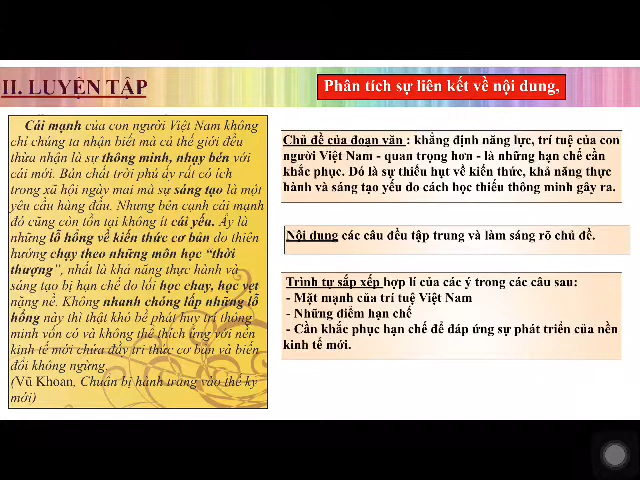 II. LUYỆN TẬP
Phân tích sự liên kết về nội dung,
Cái mạnh của con người Việt Nam không
chỉ chúng ta nhận biết mà cả thế giới đều
thừa nhận là sự thông minh, nhạy bén với
cái mới. Bản chất trời phú ấy rất có ích
trong xã hội ngày mai mà sự sáng tạo là một
yêu cầu hàng đầu. Nhưng bên cạnh cái mạnh
đó cũng còn tồn tại không ít cái yếu. Ấy là
những lỗ hổng về kiến thức cơ bản do thiên
hướng chạy theo những môn học “thời
thượng”, nhất là khả năng thực hành và
sáng tạo bị hạn chế do lối học chay, học vẹt
nặng nề. Không nhanh chóng lấp những lỗ
hổng này thì thật khó bề phát huy trí thông
minh vốn có và không thể thích ứng với nền
kinh tế mới chứa đầy tri thức cơ bản và biến
đổi không ngừng.
(Vũ Khoan, Chuẩn bị hành trang vào thế kỷ
mới)
Chủ đề của đoạn văn : khẳng định năng lực, trí tuệ của con
người Việt Nam - quan trọng hơn - là những hạn chế cần
khắc phục. Đó là sự thiếu hụt về kiến thức, khả năng thực
hành và sáng tạo yếu do cách học thiếu thông minh gây ra.
Nội dung các câu đều tập trung và làm sáng rõ chủ đề.
Trình tự sắp xếp hợp lí của các ý trong các câu sau:
- Mặt mạnh của trí tuệ Việt Nam
- Những điểm hạn chế
- Cần khắc phục hạn chế để đáp ứng sự phát triển của nền
kinh tế mới.